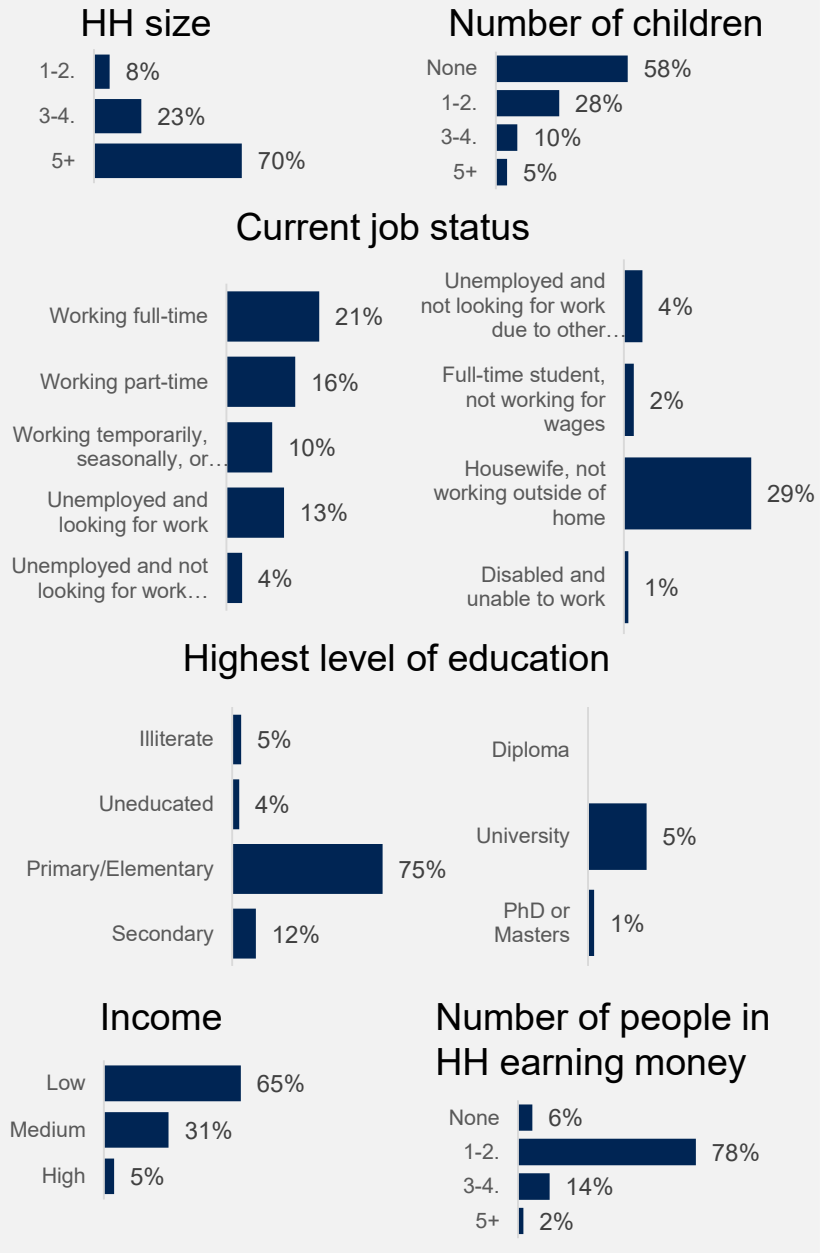 HH size
1-2.
8%
3-4.
23%
5+
70%
Number of children
None
58%
1-2.
28%
3-4.
10%
5+
5%
Current job status
Working full-time
21%
Working part-time
16%
Working temporarily,
seasonally, or…
10%
Unemployed and
looking for work
13%
Unemployed and not
looking for work…
4%
Unemployed and
not looking for work
due to other…
4%
Full-time student,
not working for
wages
2%
Housewife, not
working outside of
home
29%
Disabled and
unable to work
1%
Highest level of education
Illiterate
5%
Uneducated
4%
Primary/Elementary
75%
Secondary
12%
Diploma
University
5%
PhD or
Masters
1%
Income
Low
65%
Medium
31%
High
5%
Number of people in
HH earning money
None
6%
1-2.
78%
3-4.
14%
5+
2%